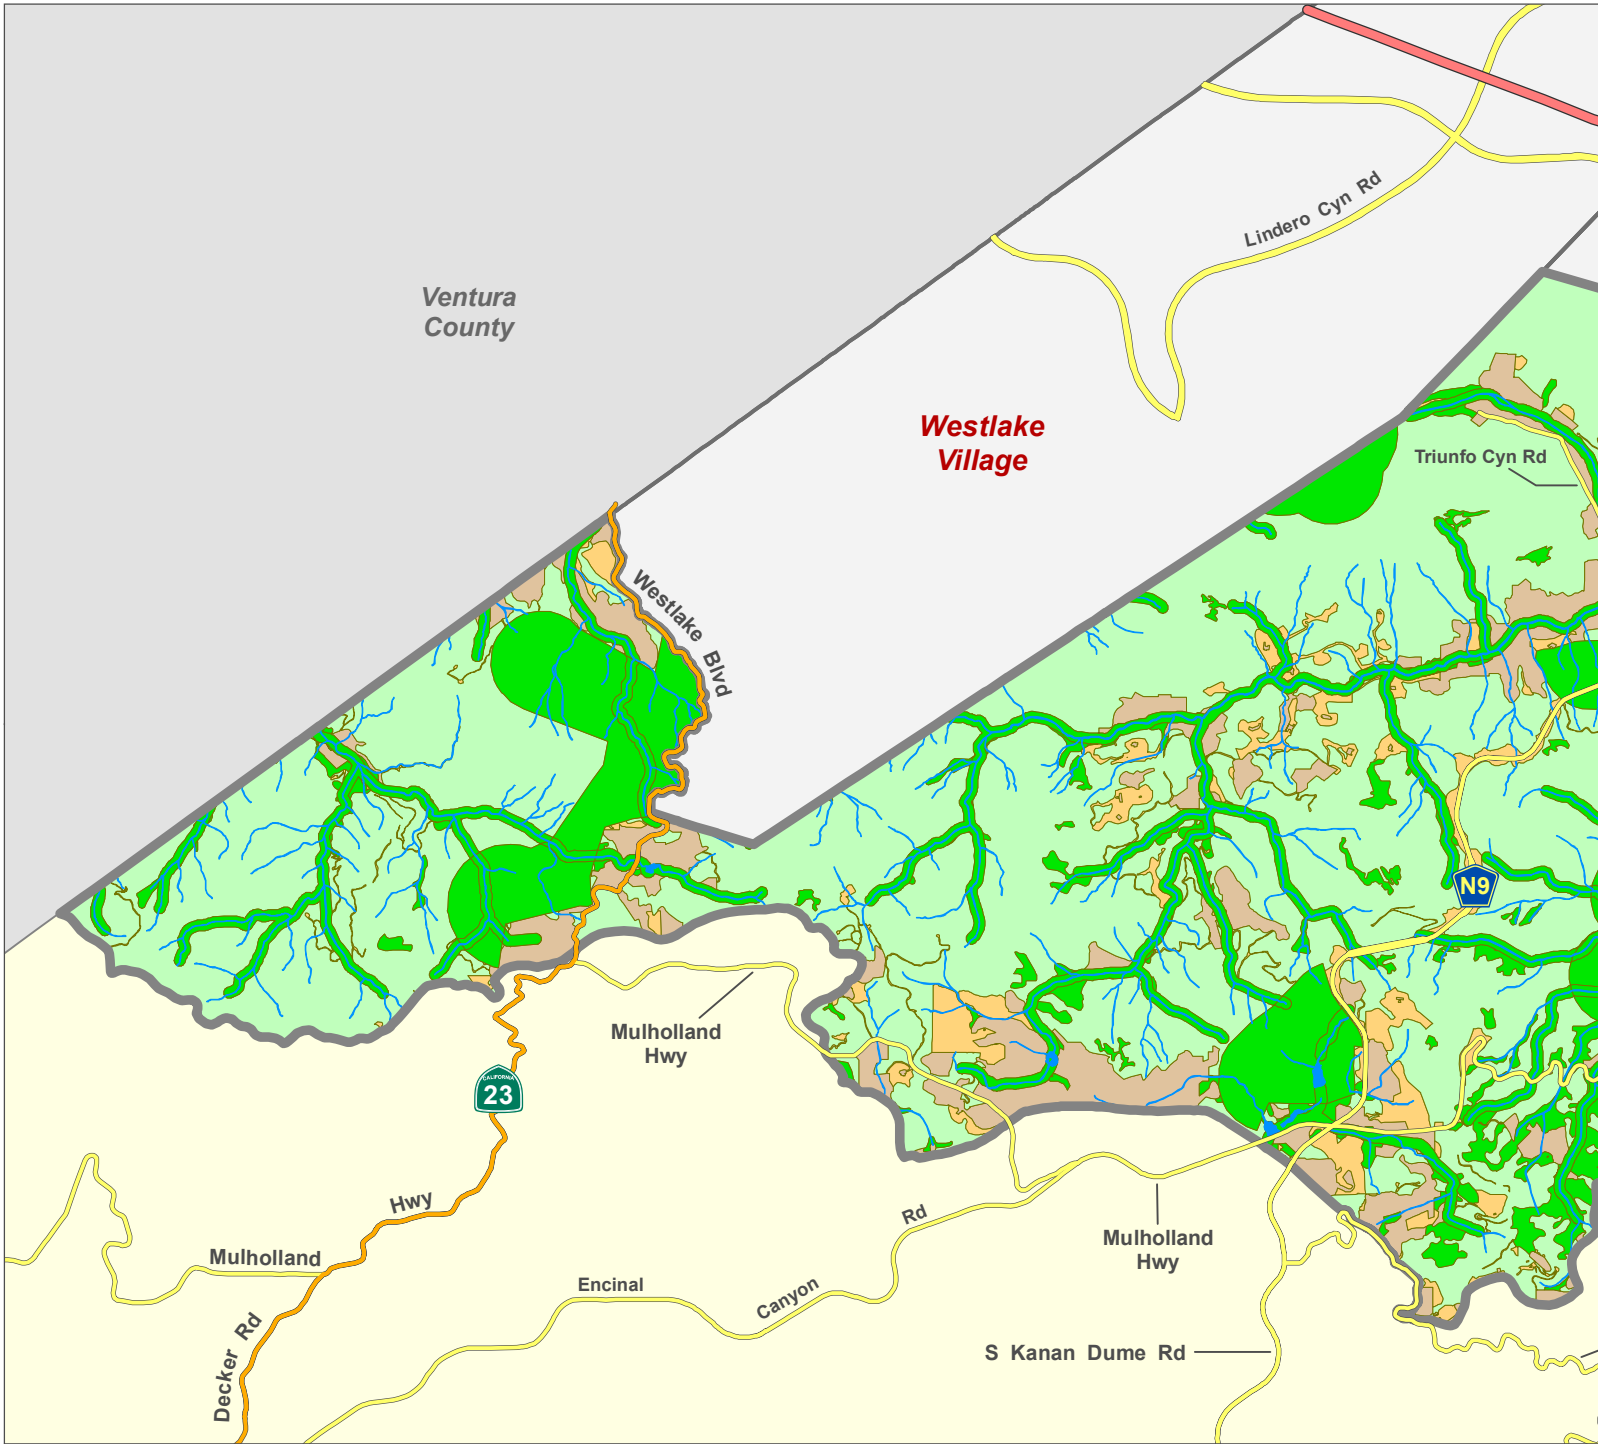 Lindero Cyn Rd
Ventura
County
Westlake
Village
Triunfo Cyn Rd
Westlake Blvd
N9
Mulholland
Hwy
CALIFORNIA
23
Hwy
Mulholland
Rd
Mulholland
Hwy
Encinal
Canyon
Decker Rd
S Kanan Dume Rd